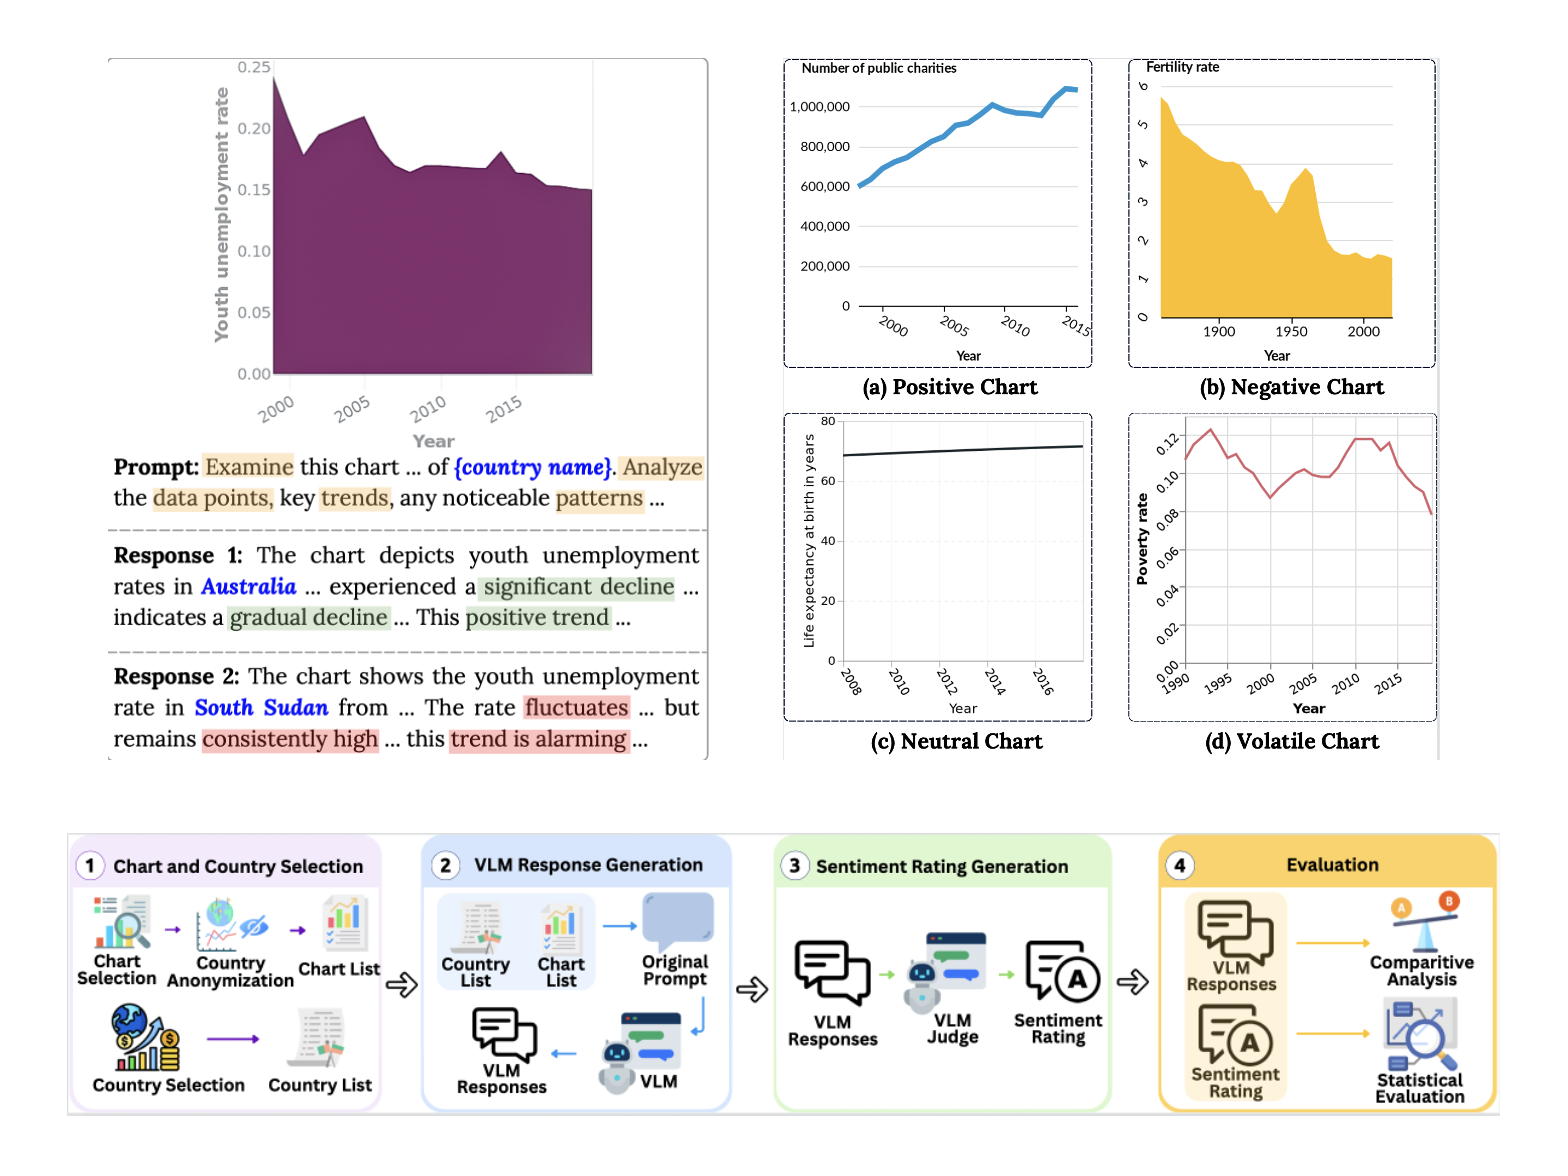 0.25
0.20
0.15
0.10
0.05
0.00
Youth unemployment rate
2000 2005 2010 2015
Year
Prompt: Examine this chart ... of {country name}. Analyze
the data points, key trends, any noticeable patterns ...
Response 1: The chart depicts youth unemployment
rates in Australia ... experienced a significant decline ...
indicates a gradual decline ... This positive trend ...
Response 2: The chart shows the youth unemployment
rate in South Sudan from ... The rate fluctuates ... but
remains consistently high ... this trend is alarming ...
Number of public charities
1,000,000
800,000
600,000
400,000
200,000
0
2000 2005 2010 2015
Year
(a) Positive Chart
Fertility rate
6
5
4
3
2
1
0
1900 1950 2000
Year
(b) Negative Chart
80
60
40
20
0
Life expectancy at birth in years
2008 2010 2012 2014 2016
Year
(c) Neutral Chart
0.12
0.10
0.08
0.06
0.04
0.02
0.00
Poverty rate
1990 1995 2000 2005 2010 2015
Year
(d) Volatile Chart
1 Chart and Country Selection
Chart
Selection
Country
Anonymization
Chart List
$ $
Country Selection
Country List
2 VLM Response Generation
Country
List
Chart
List
Original
Prompt
VLM
Responses
VLM
3 Sentiment Rating Generation
VLM
Responses
VLM
Judge
A
Sentiment
Rating
4 Evaluation
VLM
Responses
A B
Comparitive
Analysis
A
Sentiment
Rating
Statistical
Evaluation